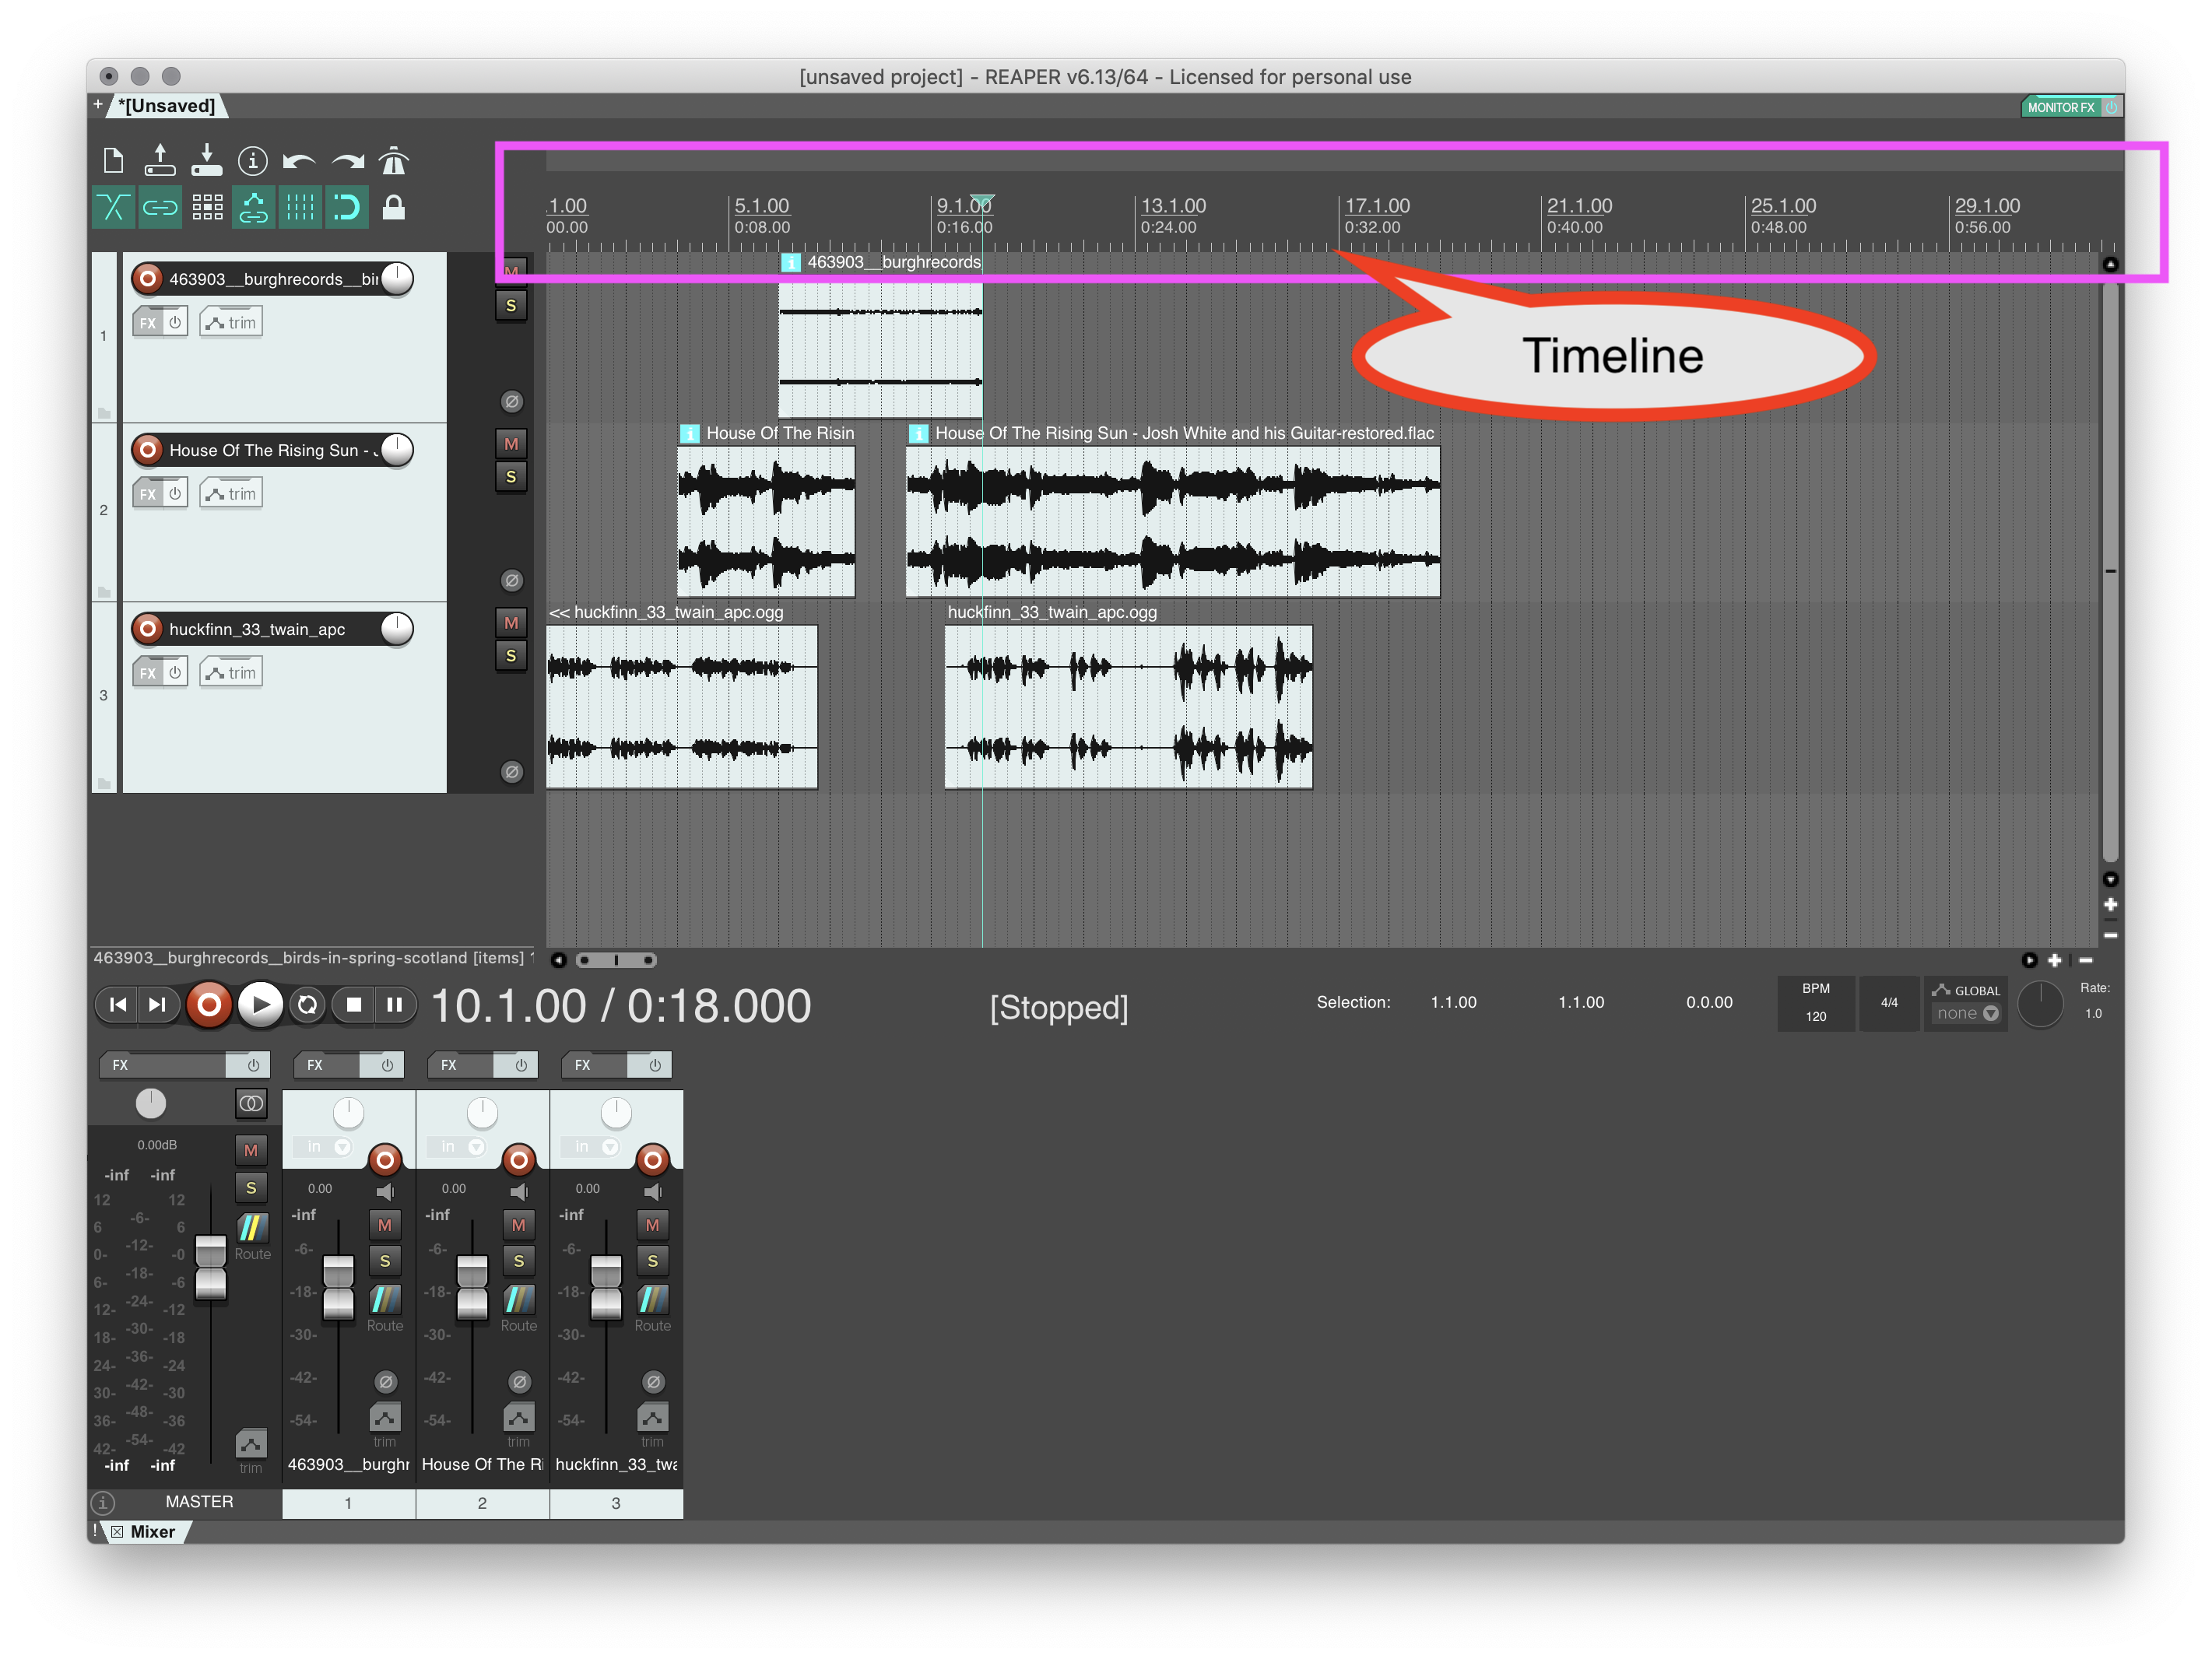 [unsaved project] - REAPER v6.13/64 - Licensed for personal use
+ *[Unsaved]
MONITOR FX
.1.00 5.1.00 9.1.00 13.1.00 17.1.00 21.1.00 25.1.00 29.1.00
00.00 0:08.00 0:16.00 0:24.00 0:32.00 0:40.00 0:48.00 0:56.00
Timeline
1
463903__burghrecords__bir
M
S
FX trim
i 463903__burghrecords
2
House Of The Rising Sun - .
M
S
FX trim
i House Of The Risin
i House Of The Rising Sun - Josh White and his Guitar-restored.flac
3
huckfinn_33_twain_apc
M
S
FX trim
<< huckfinn_33_twain_apc.ogg
huckfinn_33_twain_apc.ogg
463903__burghrecords__birds-in-spring-scotland [items] 1
10.1.00 / 0:18.000
[Stopped]
Selection: 1.1.00 1.1.00 0.0.00
BPM
120
4/4
GLOBAL
none
Rate:
1.0
FX FX FX FX
0.00dB
-inf -inf
12 12
-6-
6 6
-12-
0- -0
-18-
6- -6
-24-
12- -12
-30-
18- -18
-36-
24- -24
-42-
30- -30
-48-
36- -36
-54-
42- -42
-inf -inf
M
S
Route
trim
MASTER
in
0.00
-inf
M
-6-
S
-18-
Route
-30-
-42-
-54-
trim
463903__burghr
1
in
0.00
-inf
M
-6-
S
-18-
Route
-30-
-42-
-54-
trim
House Of The Ri
2
in
0.00
-inf
M
-6-
S
-18-
Route
-30-
-42-
-54-
trim
huckfinn_33_twa
3
! Mixer